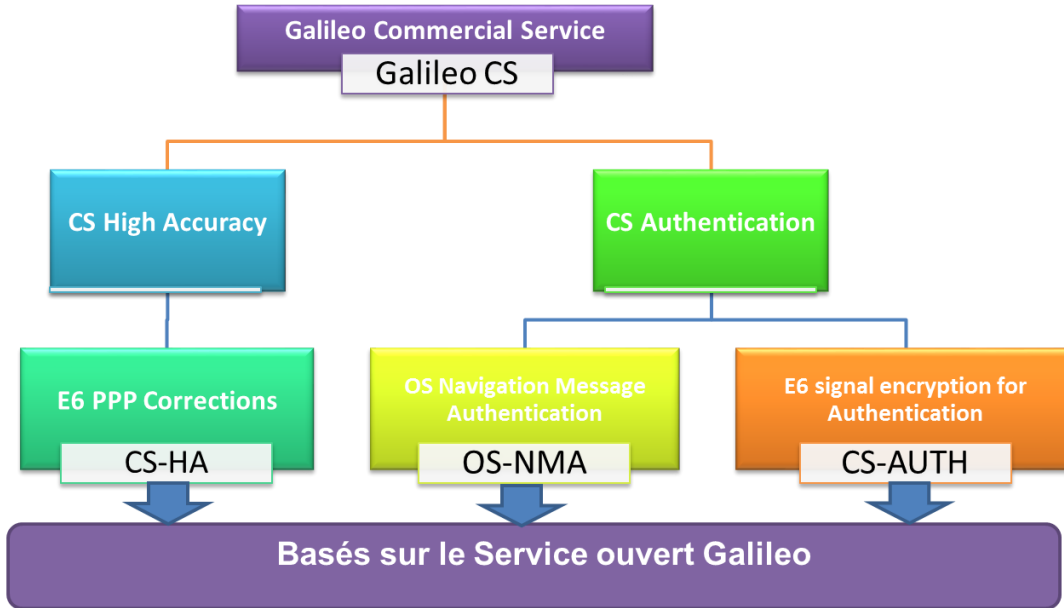 Galileo Commercial Service
Galileo CS
CS High Accuracy
CS Authentication
E6 PPP Corrections
CS-HA
OS Navigation Message
Authentication
OS-NMA
E6 signal encryption for
Authentication
CS-AUTH
Basés sur le Service ouvert Galileo